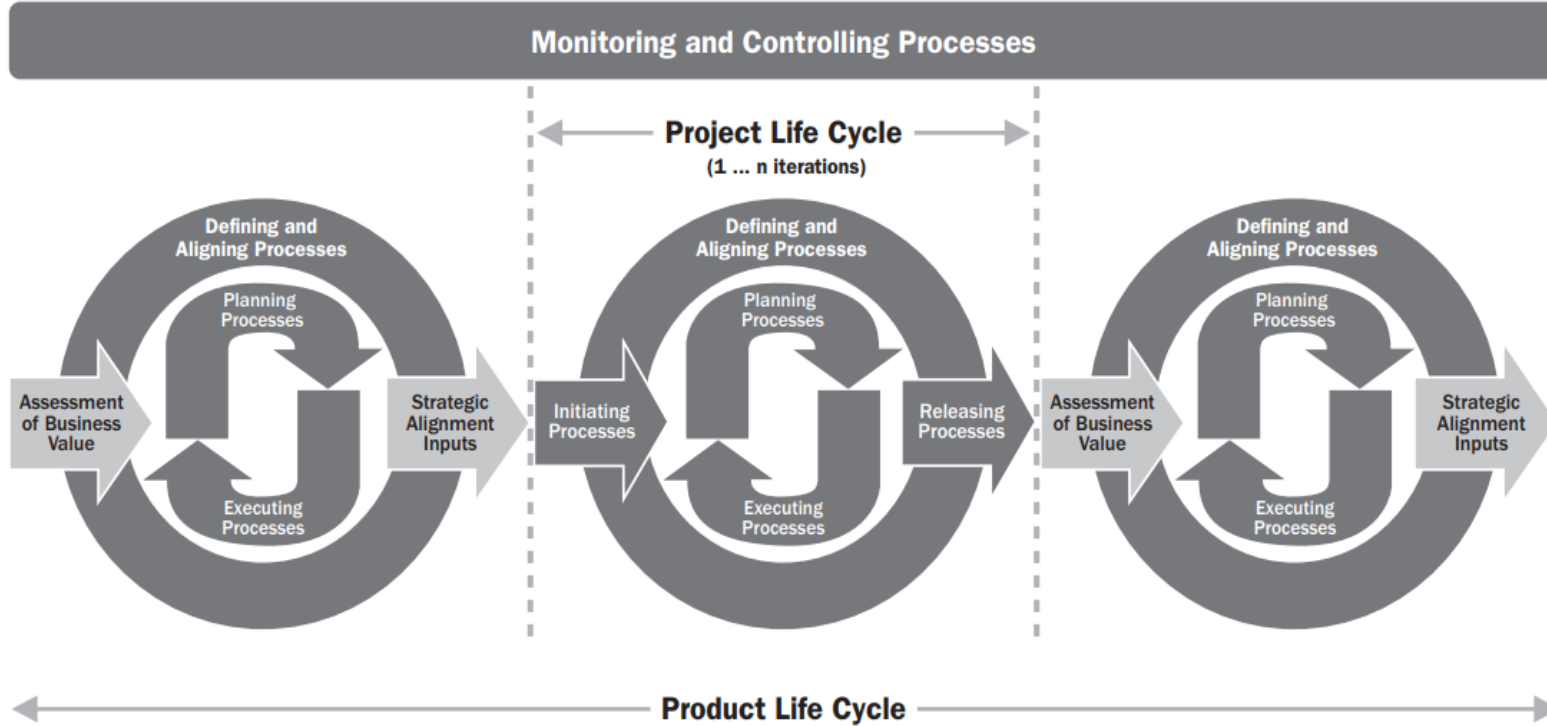 Monitoring and Controlling Processes
Project Life Cycle
(1 ... n iterations)
Defining and
Aligning Processes
Planning
Processes
Assessment
of Business
Value
Strategic
Alignment
Inputs
Executing
Processes
Defining and
Aligning Processes
Planning
Processes
Initiating
Processes
Releasing
Processes
Executing
Processes
Defining and
Aligning Processes
Planning
Processes
Assessment
of Business
Value
Strategic
Alignment
Inputs
Executing
Processes
Product Life Cycle